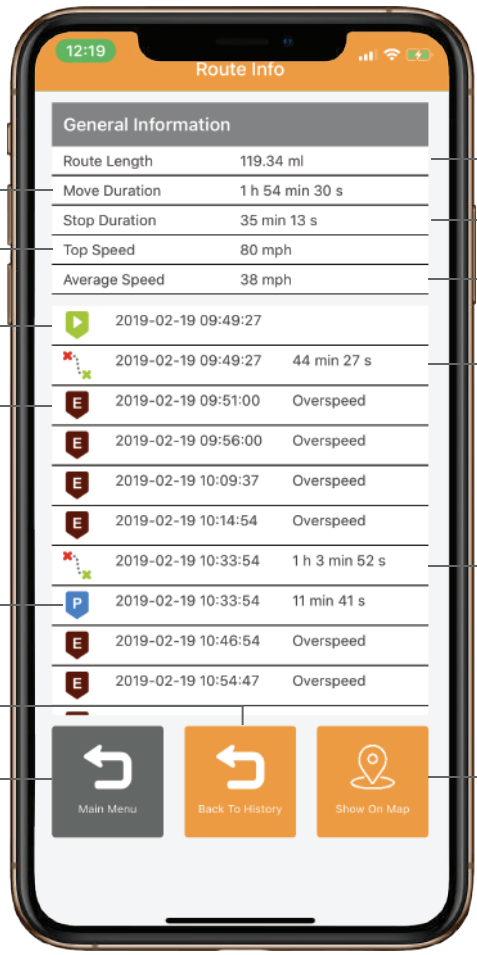 12:19
Route Info
General Information
Route Length 119.34 ml
Move Duration 1 h 54 min 30 s
Stop Duration 35 min 13 s
Top Speed 80 mph
Average Speed 38 mph
2019-02-19 09:49:27
2019-02-19 09:49:27 44 min 27 s
E 2019-02-19 09:51:00 Overspeed
E 2019-02-19 09:56:00 Overspeed
E 2019-02-19 10:09:37 Overspeed
E 2019-02-19 10:14:54 Overspeed
2019-02-19 10:33:54 1 h 3 min 52 s
P 2019-02-19 10:33:54 11 min 41 s
E 2019-02-19 10:46:54 Overspeed
E 2019-02-19 10:54:47 Overspeed
Main Menu Back To History Show On Map